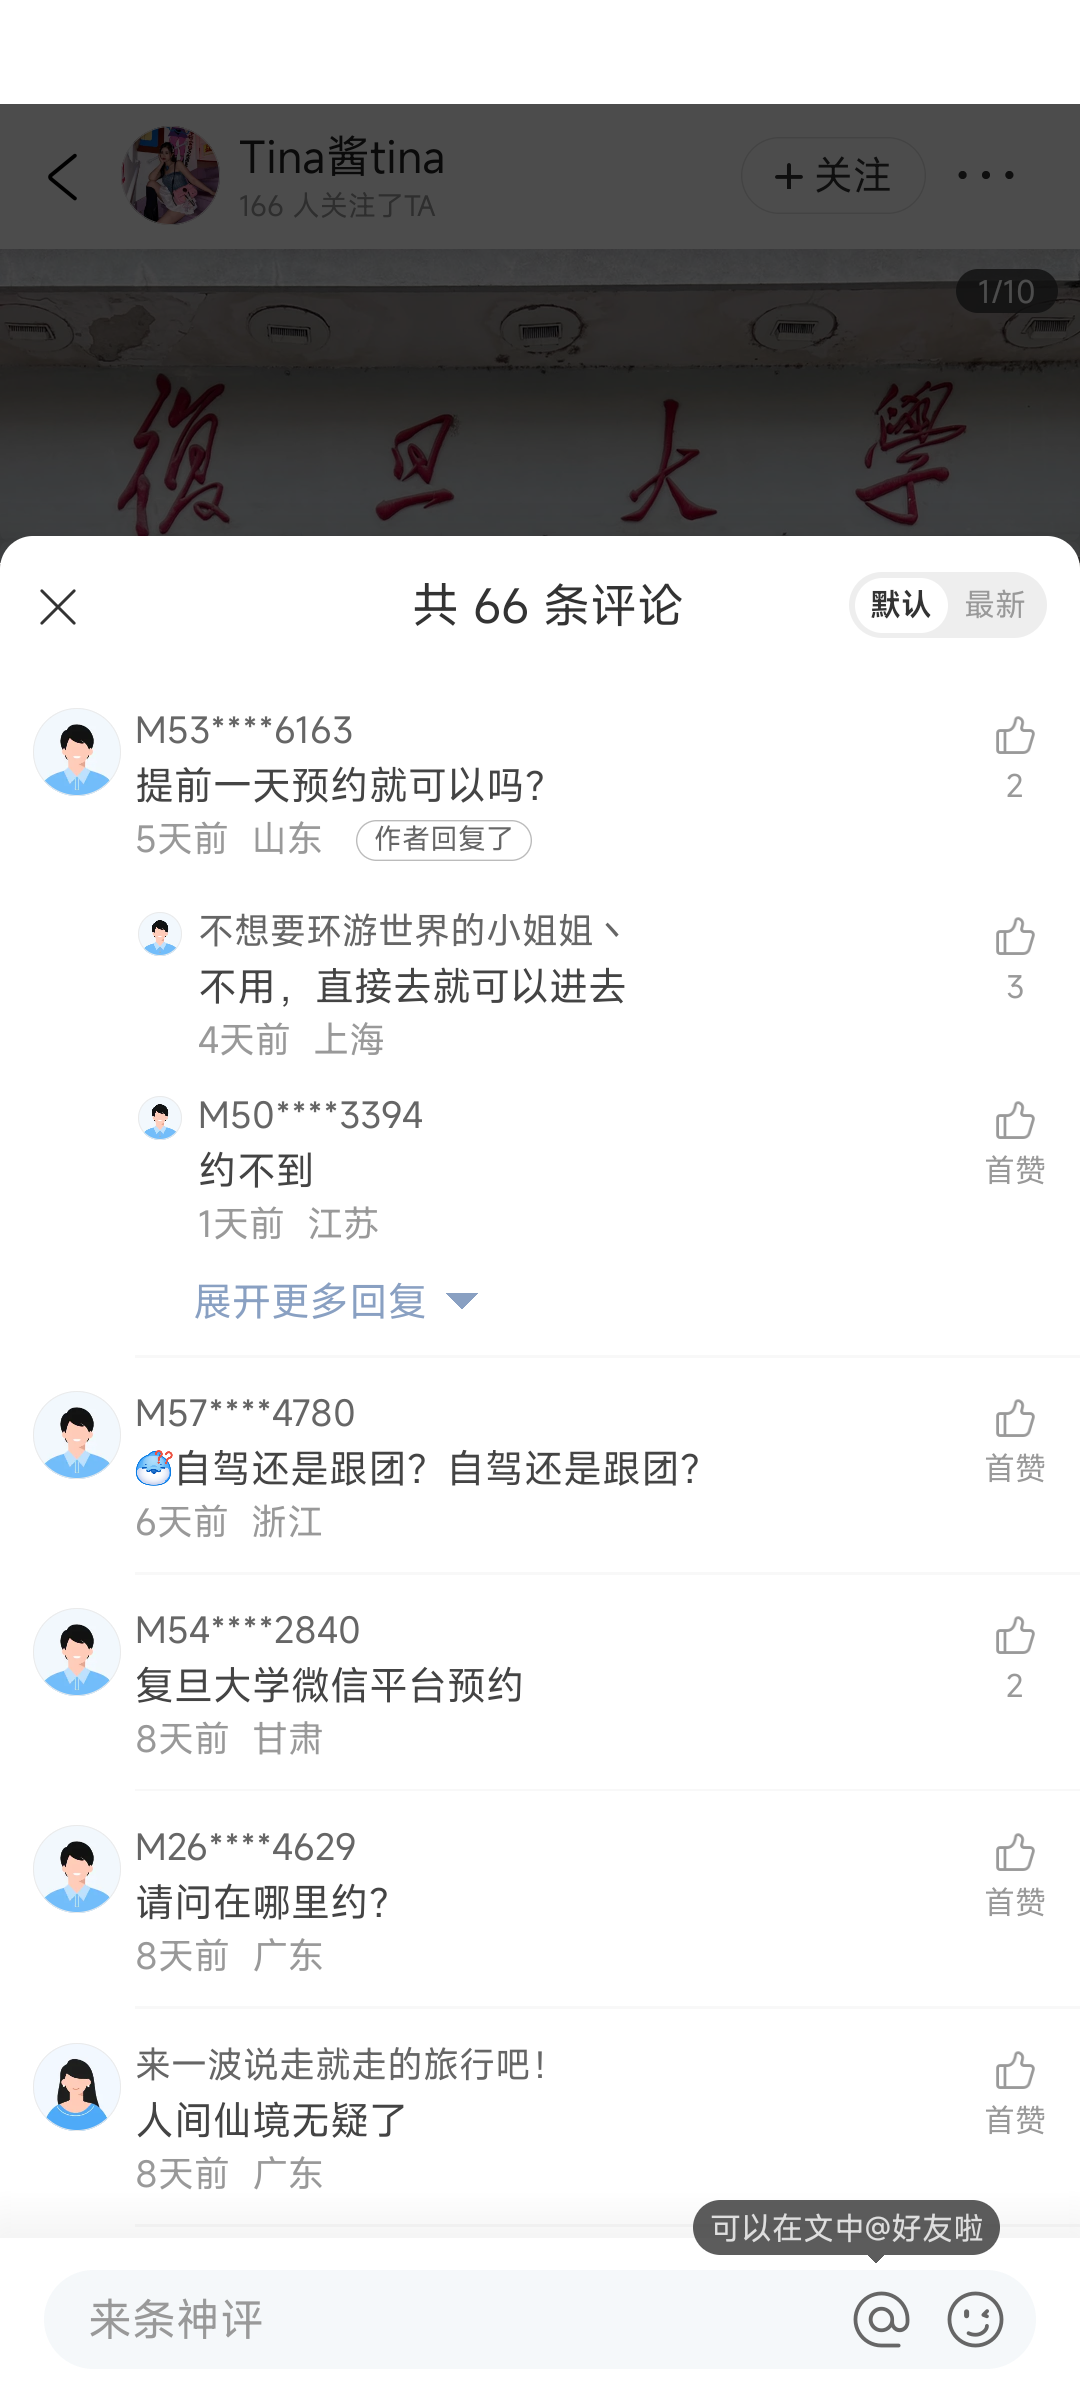 Tina酱tina
166 人关注了TA
+ 关注
1/10
復旦大學
共 66 条评论
默认 最新
M53****6163
提前一天预约就可以吗?
2
5天前 山东 作者回复了
不想要环游世界的小姐姐丶
不用，直接去就可以进去
3
4天前 上海
M50****3394
约不到
首赞
1天前 江苏
展开更多回复
M57****4780
自驾还是跟团？自驾还是跟团？
首赞
6天前 浙江
M54****2840
复旦大学微信平台预约
2
8天前 甘肃
M26****4629
请问在哪里约?
首赞
8天前 广东
来一波说走就走的旅行吧！
人间仙境无疑了
首赞
8天前 广东
可以在文中@好友啦
来条神评